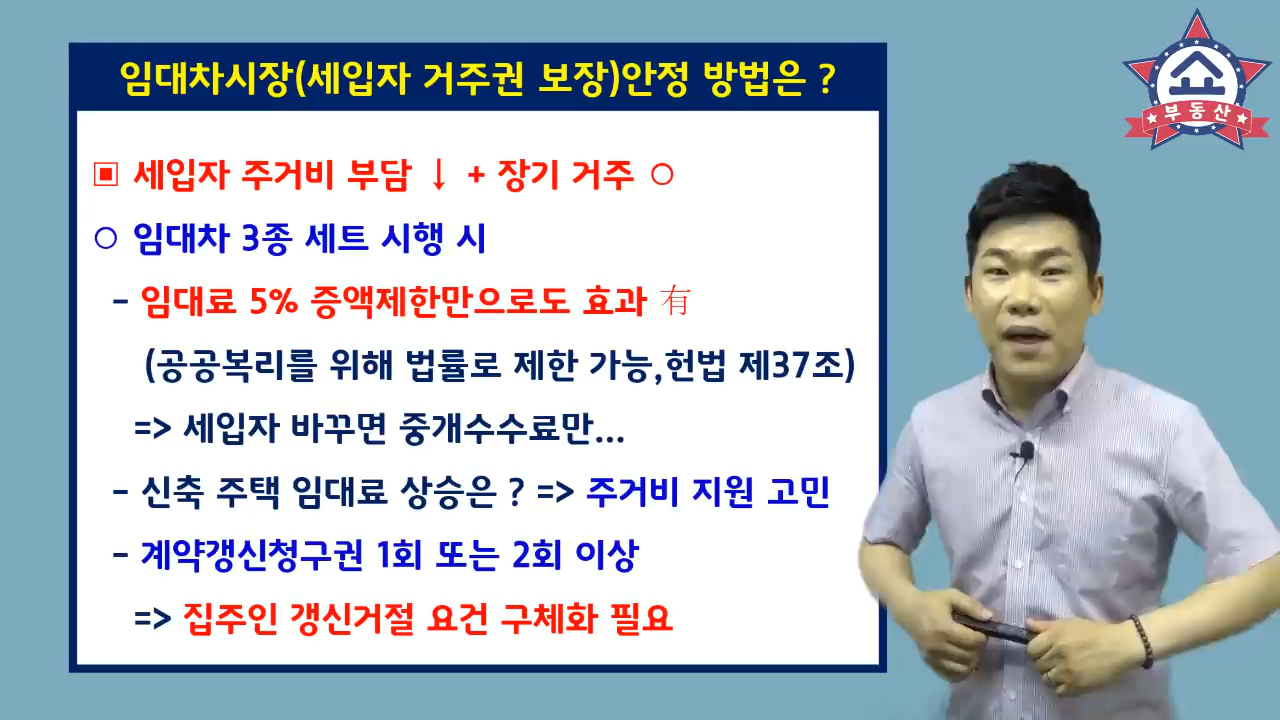 임대차시장(세입자 거주권 보장)안정 방법은 ?
▣ 세입자 주거비 부담 ↓ + 장기 거주 ○
○ 임대차 3종 세트 시행 시
- 임대료 5% 증액제한만으로도 효과 有
(공공복리를 위해 법률로 제한 가능,헌법 제37조)
=> 세입자 바꾸면 중개수수료만...
- 신축 주택 임대료 상승은 ? => 주거비 지원 고민
- 계약갱신청구권 1회 또는 2회 이상
=> 집주인 갱신거절 요건 구체화 필요
부동산